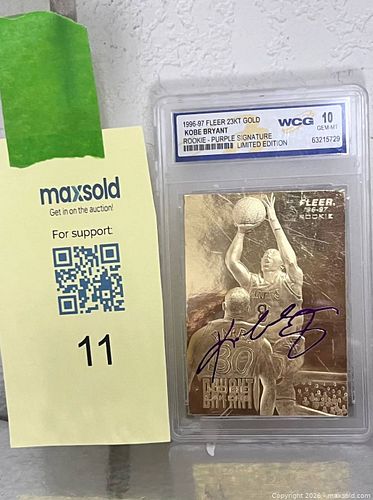 maxsold
Get in on the auction!
For support:
11
1996-97 FLEER 23KT GOLD
KOBE BRYANT
ROOKIE - PURPLE SIGNATURE
LIMITED EDITION
WCG
10
GEM-MT
63215729
FLEER
'96-97
ROOKIE
30
KOBE
BRYANT
Copyright 2026 - maxsold.com